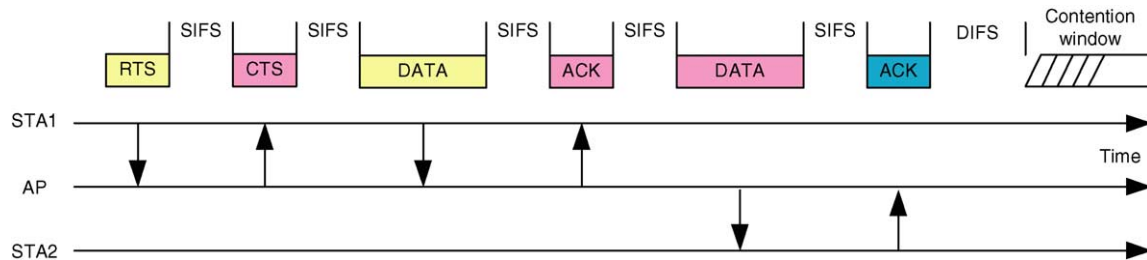 SIFS SIFS SIFS SIFS SIFS DIFS Contention
window
RTS CTS DATA ACK DATA ACK
STA1
Time
AP
STA2